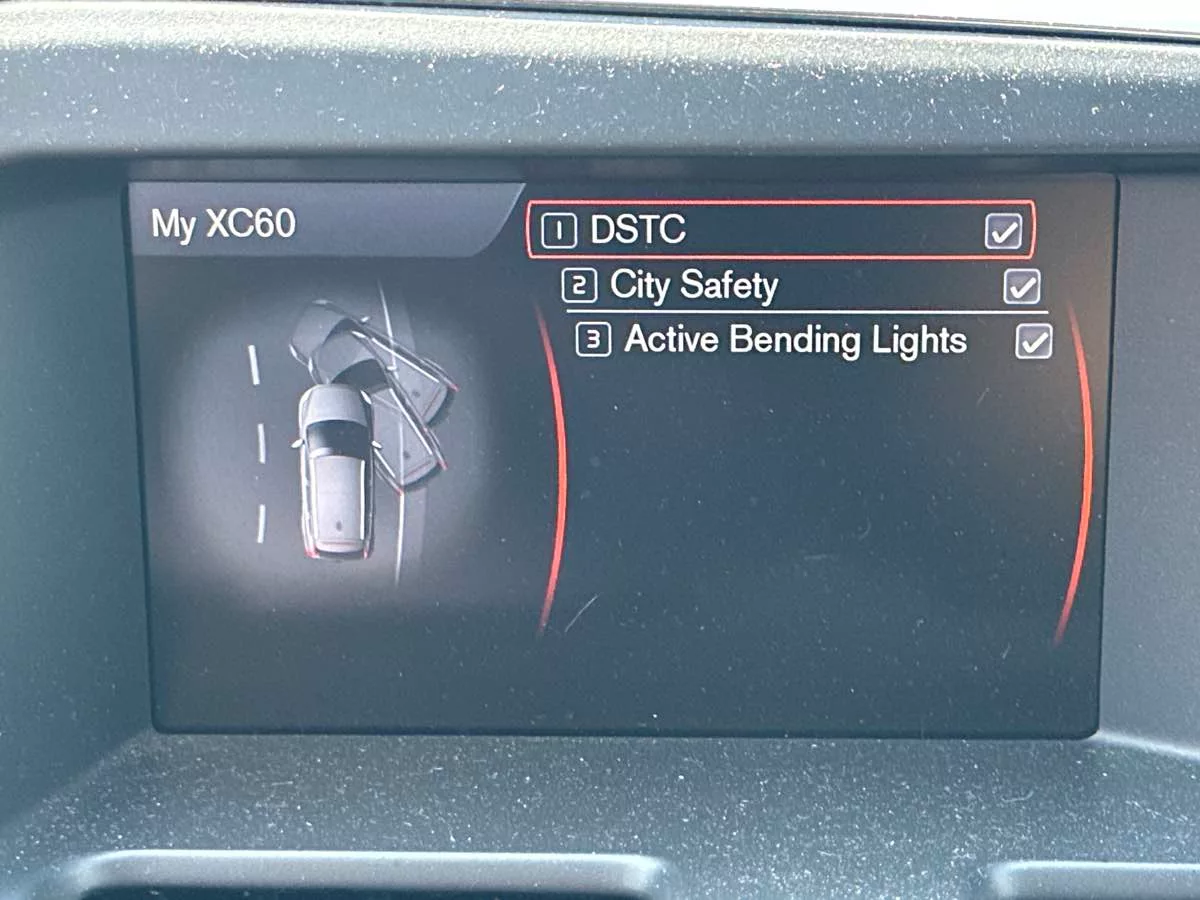 My XC60
1 DSTC
2 City Safety
3 Active Bending Lights